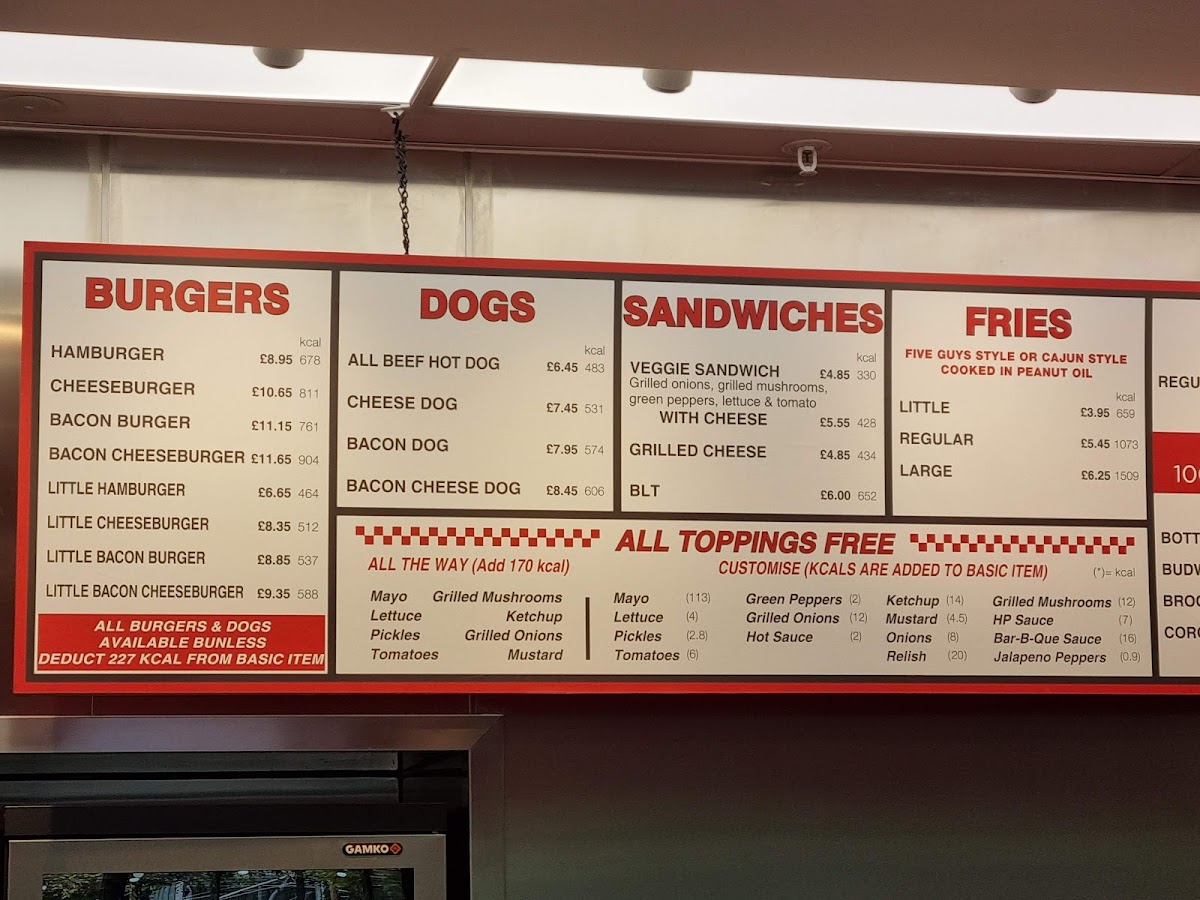 BURGERS
kcal
HAMBURGER £8.95 678
CHEESEBURGER £10.65 811
BACON BURGER £11.15 761
BACON CHEESEBURGER £11.65 904
LITTLE HAMBURGER £6.65 464
LITTLE CHEESEBURGER £8.35 512
LITTLE BACON BURGER £8.85 537
LITTLE BACON CHEESEBURGER £9.35 588
ALL BURGERS & DOGS
AVAILABLE BUNLESS
DEDUCT 227 KCAL FROM BASIC ITEM
DOGS
kcal
ALL BEEF HOT DOG £6.45 483
CHEESE DOG £7.45 531
BACON DOG £7.95 574
BACON CHEESE DOG £8.45 606
SANDWICHES
kcal
VEGGIE SANDWICH £4.85 330
Grilled onions, grilled mushrooms,
green peppers, lettuce & tomato
WITH CHEESE £5.55 428
GRILLED CHEESE £4.85 434
BLT £6.00 652
FRIES
FIVE GUYS STYLE OR CAJUN STYLE
COOKED IN PEANUT OIL
kcal
LITTLE £3.95 659
REGULAR £5.45 1073
LARGE £6.25 1509
ALL TOPPINGS FREE
ALL THE WAY (Add 170 kcal)
Mayo Grilled Mushrooms
Lettuce Ketchup
Pickles Grilled Onions
Tomatoes Mustard
CUSTOMISE (KCALS ARE ADDED TO BASIC ITEM) (*)= kcal
Mayo (113) Green Peppers (2) Ketchup (14) Grilled Mushrooms (12)
Lettuce (4) Grilled Onions (12) Mustard (4.5) HP Sauce (7)
Pickles (2.8) Hot Sauce (2) Onions (8) Bar-B-Que Sauce (16)
Tomatoes (6) Relish (20) Jalapeno Peppers (0.9)
REGU
10
BOTT
BUDW
BRO
CORO
GAMKO